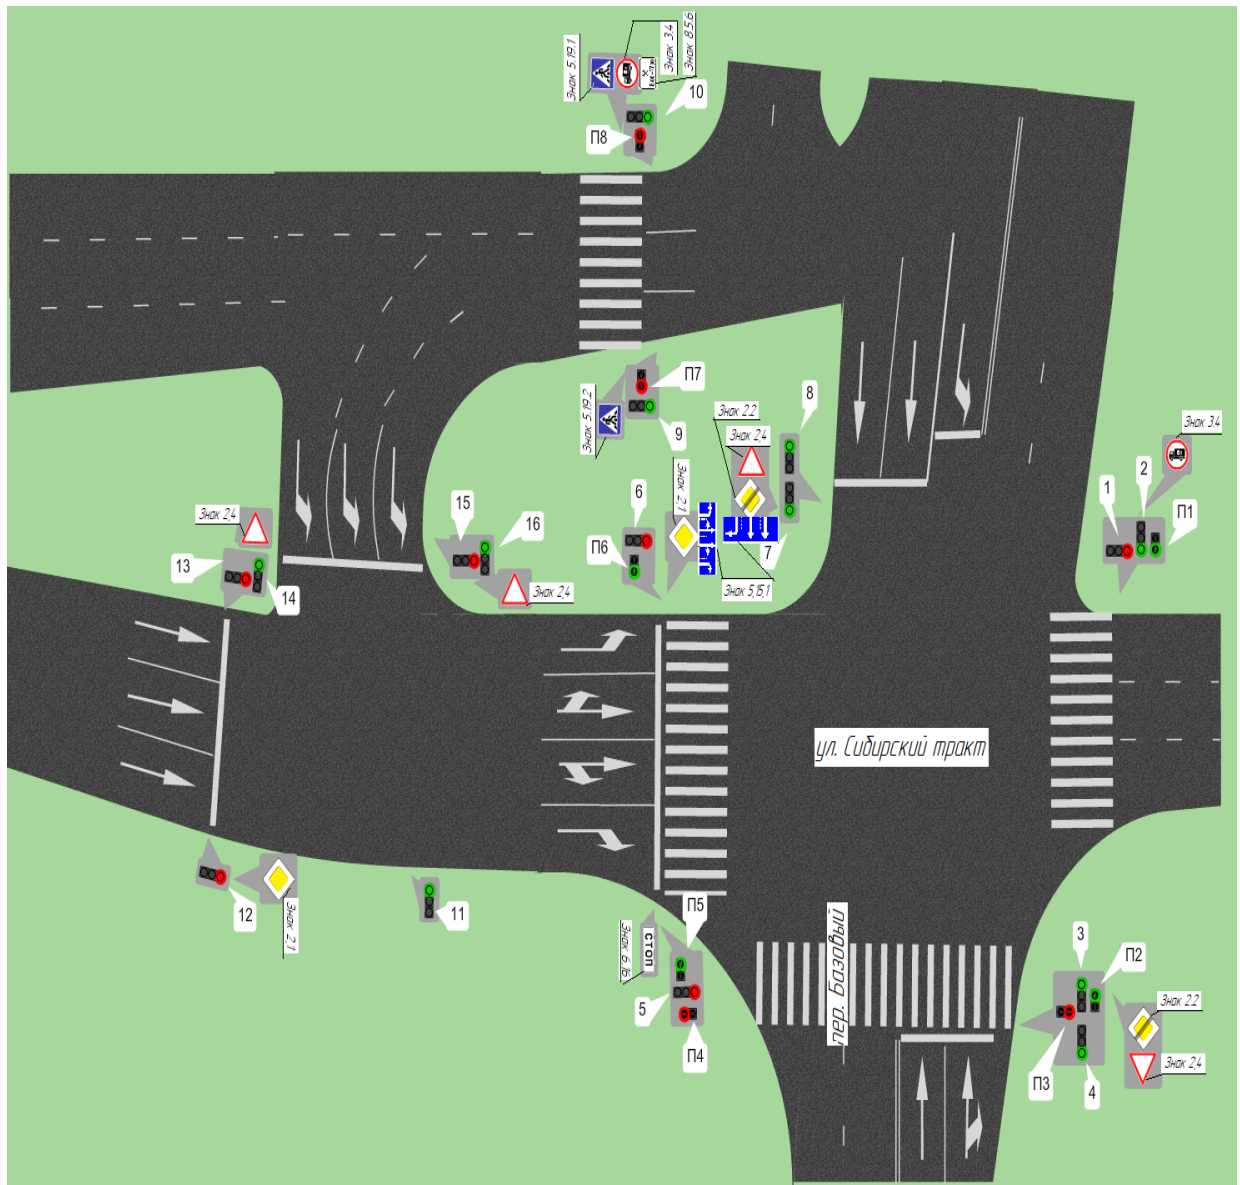 Знак 5.19.1
Знак 3.4
Знак 8.5.6
10
П8
П7
8
Знак 5.19.2
Знак 2.2
Знак 2,4
9
Знак 3.4
Знак 2.1
6
2
1
15
16
П1
Знак 2,4
П6
7
13
14
Знак 2,4
Знак 5,15,1
ул. Сибирский тракт
12
11
Знак 2.1
П5
пер. Базовый
СТОП
Знак 6.16
3
П2
5
Знак 2.2
П4
П3
4
Знак 2,4